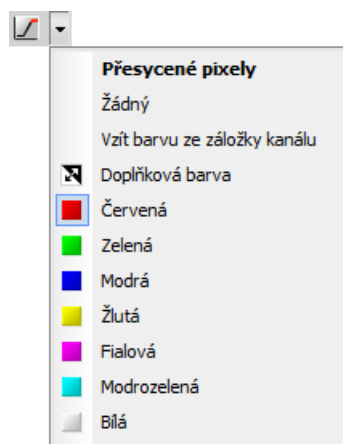 Přesycené pixely
Žádný
Vzít barvu ze záložky kanálu
Doplňková barva
Červená
Zelená
Modrá
Žlutá
Fialová
Modrozelená
Bílá